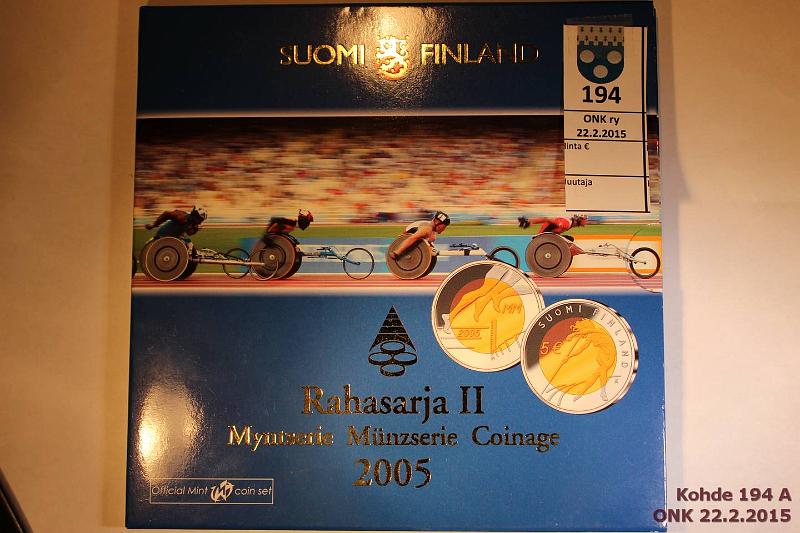 SUOMI FINLAND
194
ONK ry
22.2.2015
Hinta €
Huutaja
MM
2005
SUOMI FINLAND
5€
Rahasarja II
Myntserie Münzserie Coinage
2005
Official Mint coin set
Kohde 194 A
ONK 22.2.2015